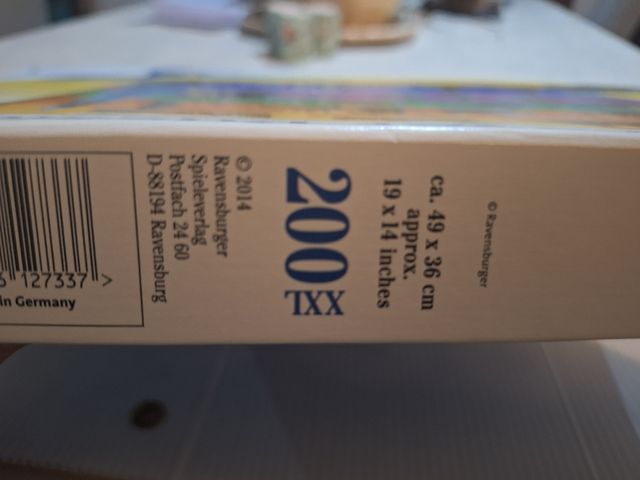 © Ravensburger
ca. 49 x 36 cm
approx.
19 x 14 inches
200
XXL
© 2014
Ravensburger
Spieleverlag
Postfach 24 60
D-88194 Ravensburg
127337 >
in Germany